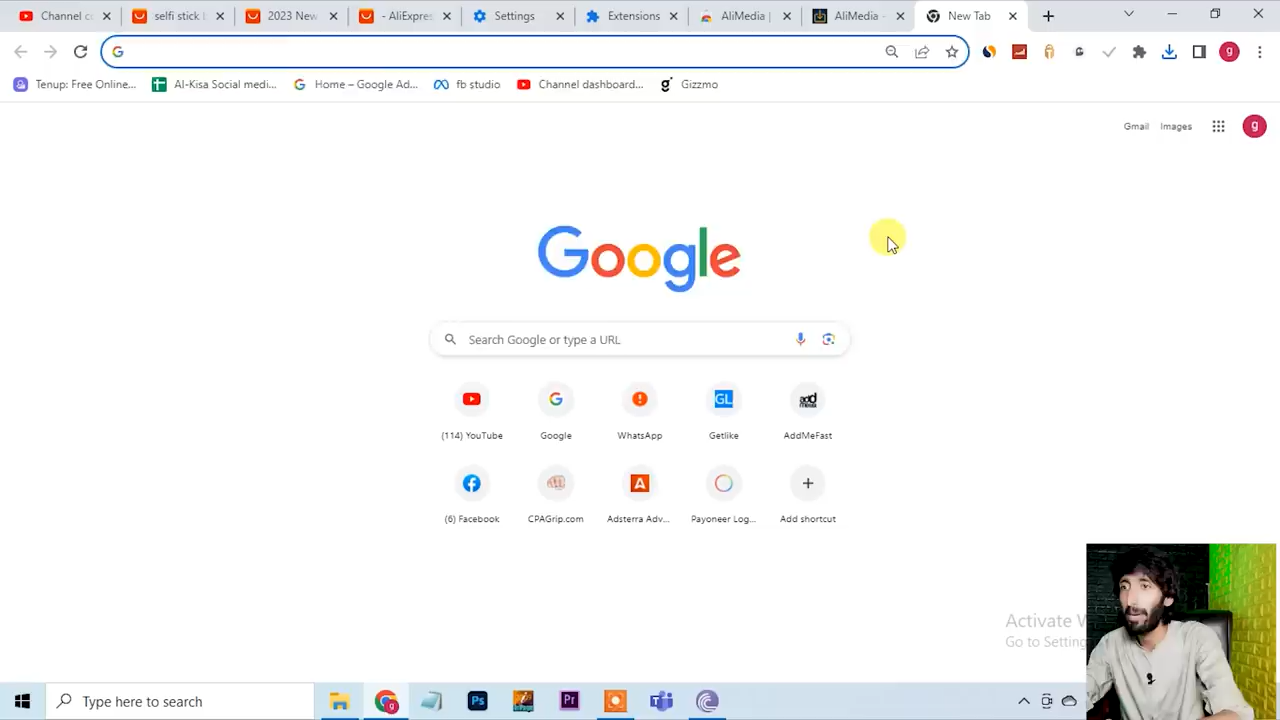 Channel c
selfi stick b
2023 New
- AliExpres
Settings
Extensions
AliMedia |
AliMedia -
New Tab
g
Tenup: Free Online...
Al-Kisa Social medi...
Home – Google Ad...
fb studio
Channel dashboard...
Gizzmo
Gmail
Images
g
Google
Search Google or type a URL
(114) YouTube
Google
WhatsApp
Getlike
AddMeFast
(6) Facebook
CPAGrip.com
Adsterra Adv...
Payoneer Log...
Add shortcut
Activate W
Go to Setting
Type here to search